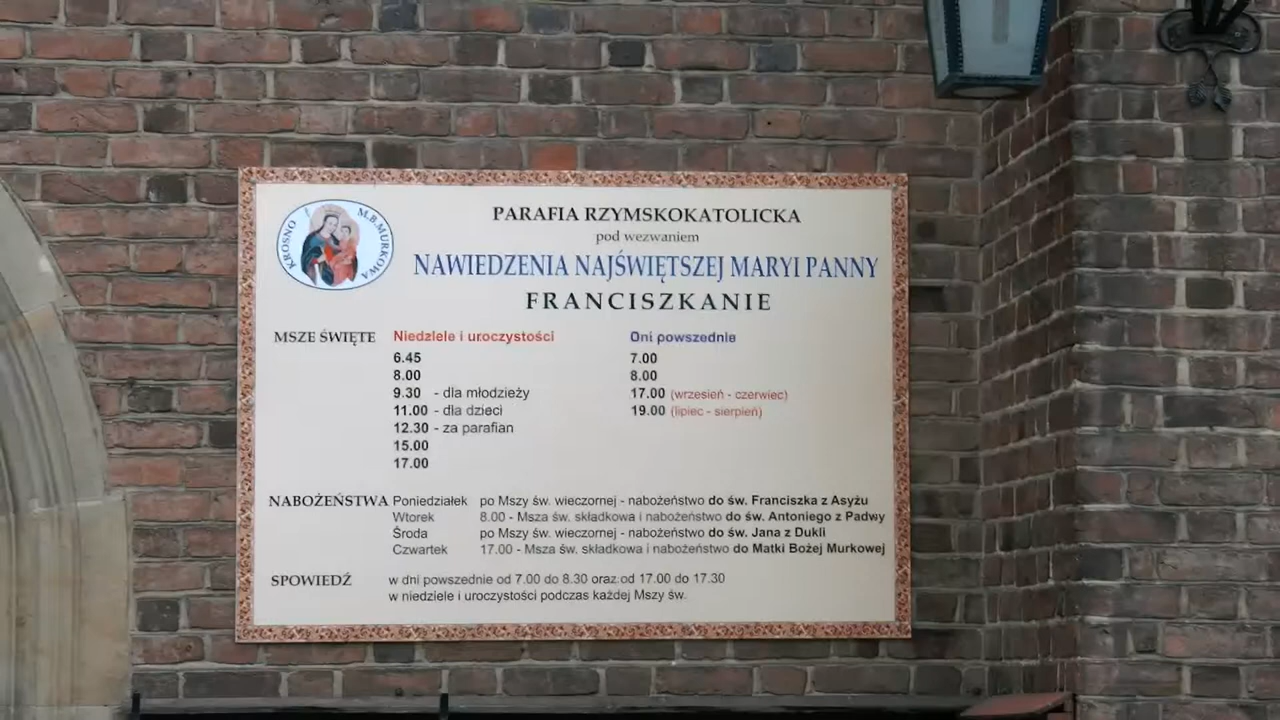 KROSNO M.B.MURKOWA
PARAFIA RZYMSKOKATOLICKA
pod wezwaniem
NAWIEDZENIA NAJŚWIĘTSZEJ MARYI PANNY
FRANCISZKANIE
MSZE ŚWIĘTE Niedziele i uroczystości Dni powszednie
6.45 7.00
8.00 8.00
9.30 - dla młodzieży 17.00 (wrzesień - czerwiec)
11.00 - dla dzieci 19.00 (lipiec - sierpień)
12.30 - za parafian
15.00
17.00
NABOŻEŃSTWA Poniedziałek po Mszy św. wieczornej - nabożeństwo do św. Franciszka z Asyżu
Wtorek 8.00 - Msza św. składkowa i nabożeństwo do św. Antoniego z Padwy
Środa po Mszy św. wieczornej - nabożeństwo do św. Jana z Dukli
Czwartek 17.00 - Msza św. składkowa i nabożeństwo do Matki Bożej Murkowej
SPOWIEDŹ w dni powszednie od 7.00 do 8.30 oraz od 17.00 do 17.30
w niedziele i uroczystości podczas każdej Mszy św.